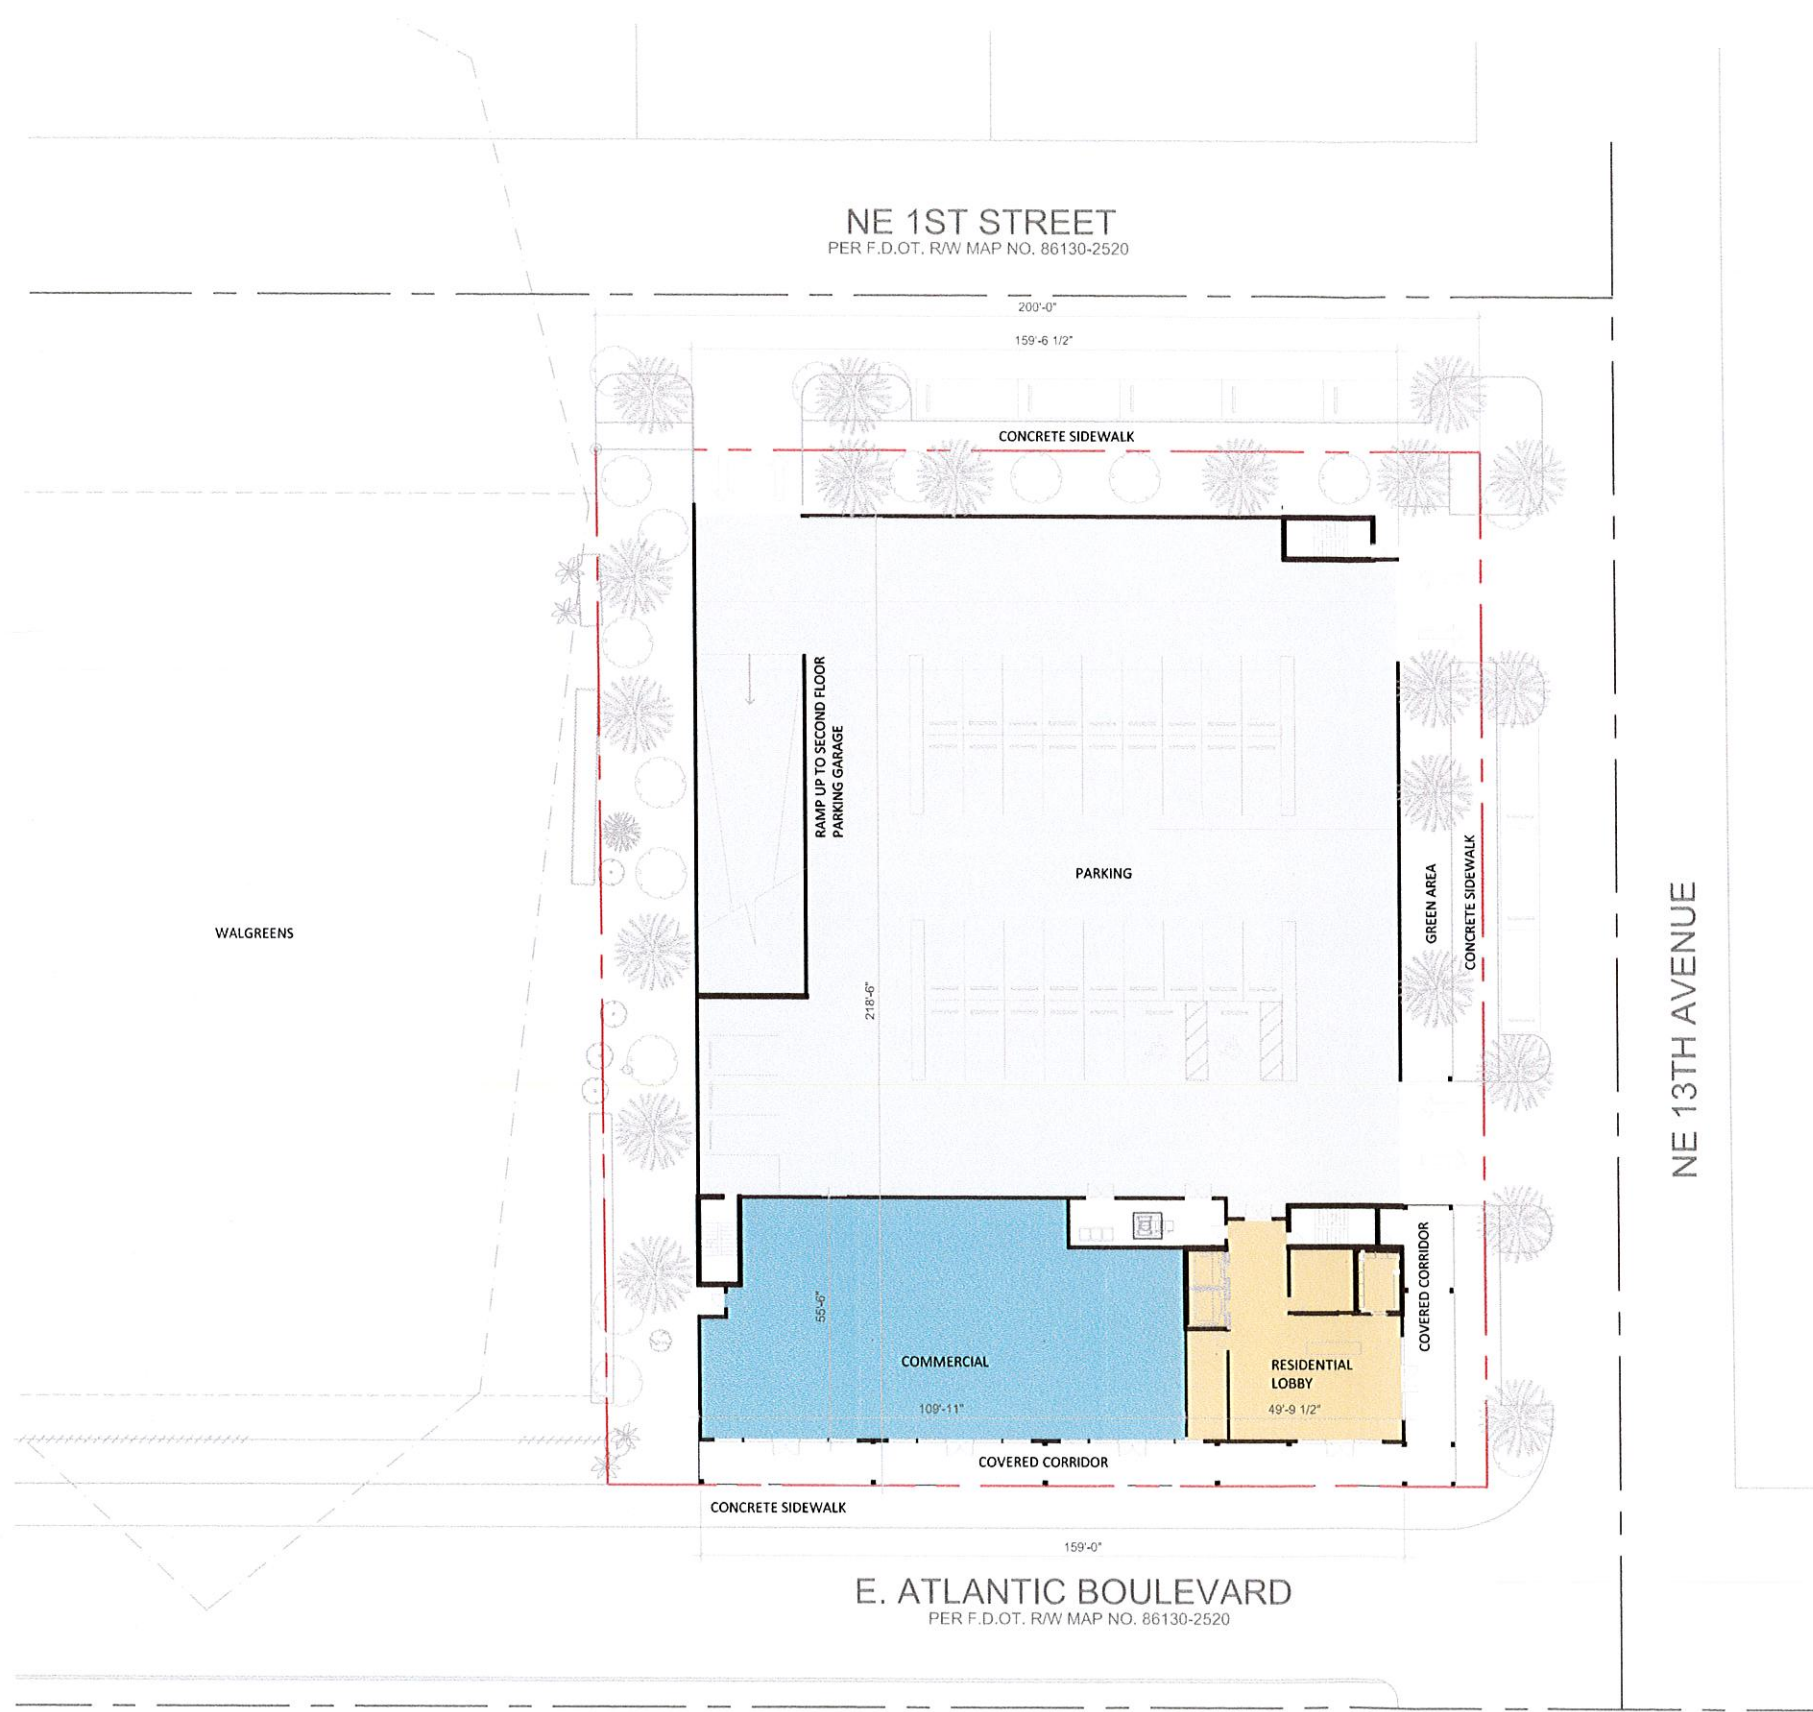 NE 1ST STREET
PER F.D.OT. R/W MAP NO. 86130-2520
200'-0"
159'-6 1/2"
CONCRETE SIDEWALK
RAMP UP TO SECOND FLOOR
PARKING GARAGE
PARKING
GREEN AREA
CONCRETE SIDEWALK
WALGREENS
NE 13TH AVENUE
218'-6"
COVERED CORRIDOR
55'-6"
COMMERCIAL
RESIDENTIAL
LOBBY
109'-11"
49'-9 1/2"
COVERED CORRIDOR
CONCRETE SIDEWALK
159'-0"
E. ATLANTIC BOULEVARD
PER F.D.OT. R/W MAP NO. 86130-2520